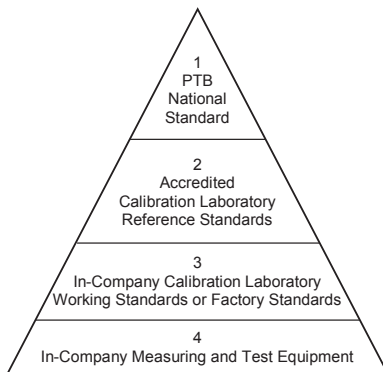 1
PTB
National
Standard
2
Accredited
Calibration Laboratory
Reference Standards
3
In-Company Calibration Laboratory
Working Standards or Factory Standards
4
In-Company Measuring and Test Equipment